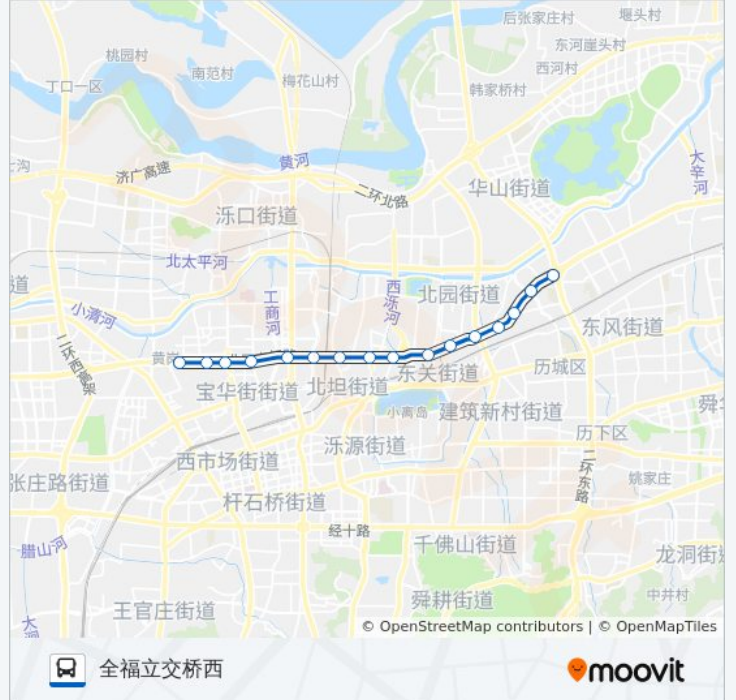 后张家庄村
堰头村
东河崖头村
桃园村
西河村
南范村
梅花山村
丁口一区
韩家桥村
黄河
大辛河
济广高速
二环北路
华山街道
泺口街道
北太平河
道
西泺河
北园街道
工商河
小清河
东风街道
二环西高架
黄岗
历城区
东关街道
宝华街街道
北坦街道
小离岛
建筑新村街道
历下区
泺源街道
西市场街道
二环东路
姚家庄
张庄路街道
杆石桥街道
经十路
千佛山街道
腊山河
龙洞街
中井村
舜耕街道
王官庄街道
© OpenStreetMap contributors | © OpenMapTiles
全福立交桥西
moovit